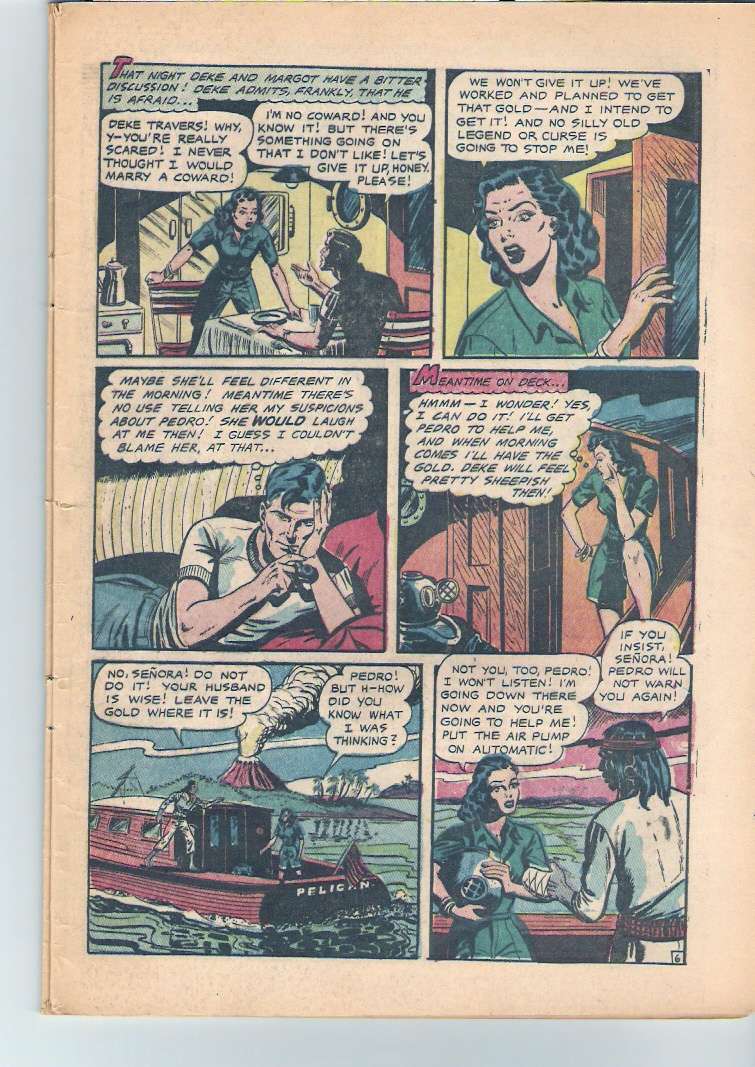 THAT NIGHT DEKE AND MARGOT HAVE A BITTER
DISCUSSION! DEKE ADMITS, FRANKLY, THAT HE
IS AFRAID...
DEKE TRAVERS! WHY,
Y-YOU'RE REALLY
SCARED! I NEVER
THOUGHT I WOULD
MARRY A COWARD!
I'M NO COWARD! AND YOU
KNOW IT! BUT THERE'S
SOMETHING GOING ON
THAT I DON'T LIKE! LET'S
GIVE IT UP, HONEY.
PLEASE!
WE WON'T GIVE IT UP! WE'VE
WORKED AND PLANNED TO GET
THAT GOLD—AND I INTEND TO
GET IT! AND NO SILLY OLD
LEGEND OR CURSE IS
GOING TO STOP ME!
MAYBE SHE'LL FEEL DIFFERENT IN
THE MORNING! MEANTIME THERE'S
NO USE TELLING HER MY SUSPICIONS
ABOUT PEDRO! SHE WOULD LAUGH
AT ME THEN! I GUESS I COULDN'T
BLAME HER, AT THAT...
MEANTIME ON DECK...
HMMM—I WONDER! YES,
I CAN DO IT! I'LL GET
PEDRO TO HELP ME,
AND WHEN MORNING
COMES I'LL HAVE THE
GOLD. DEKE WILL FEEL
PRETTY SHEEPISH
THEN!
NO, SEÑORA! DO NOT
DO IT! YOUR HUSBAND
IS WISE! LEAVE THE
GOLD WHERE IT IS!
PEDRO!
BUT H-HOW
DID YOU
KNOW WHAT
I WAS
THINKING?
PELICAN
NOT YOU, TOO, PEDRO!
I WON'T LISTEN! I'M
GOING DOWN THERE
NOW AND YOU'RE
GOING TO HELP ME!
PUT THE AIR PUMP
ON AUTOMATIC!
IF YOU
INSIST,
SEÑORA!
PEDRO WILL
NOT WARN
YOU AGAIN!
6